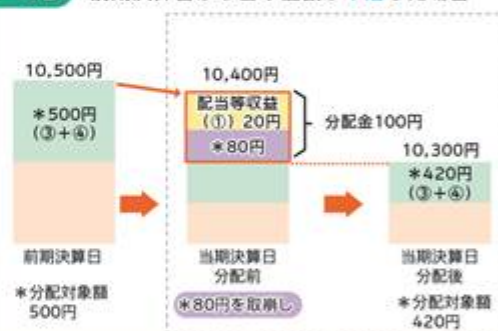 10,500円
＊500円
(③＋④)
前期決算日
＊分配対象額
500円
10,400円
配当等収益
(①) 20円
＊80円
分配金100円
当期決算日
分配前
＊80円を取崩し
10,300円
＊420円
(③＋④)
当期決算日
分配後
＊分配対象額
420円